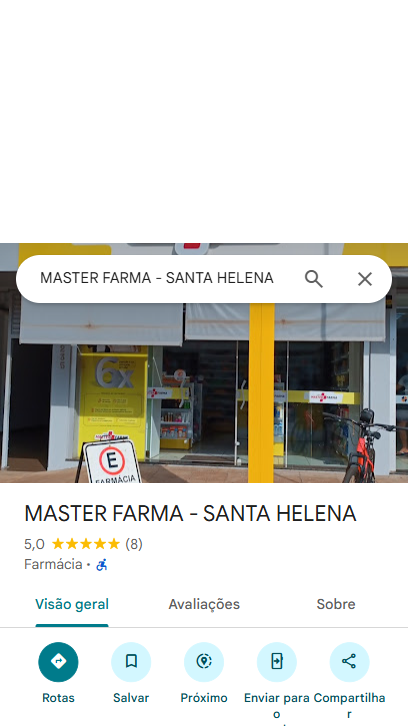 MASTER FARMA - SANTA HELENA
6x
E
FARMÁCIA
MASTER FARMA - SANTA HELENA
5,0 (8)
Farmácia ·
Visão geral Avaliações Sobre
Rotas Salvar Próximo Enviar para o Compartilhar